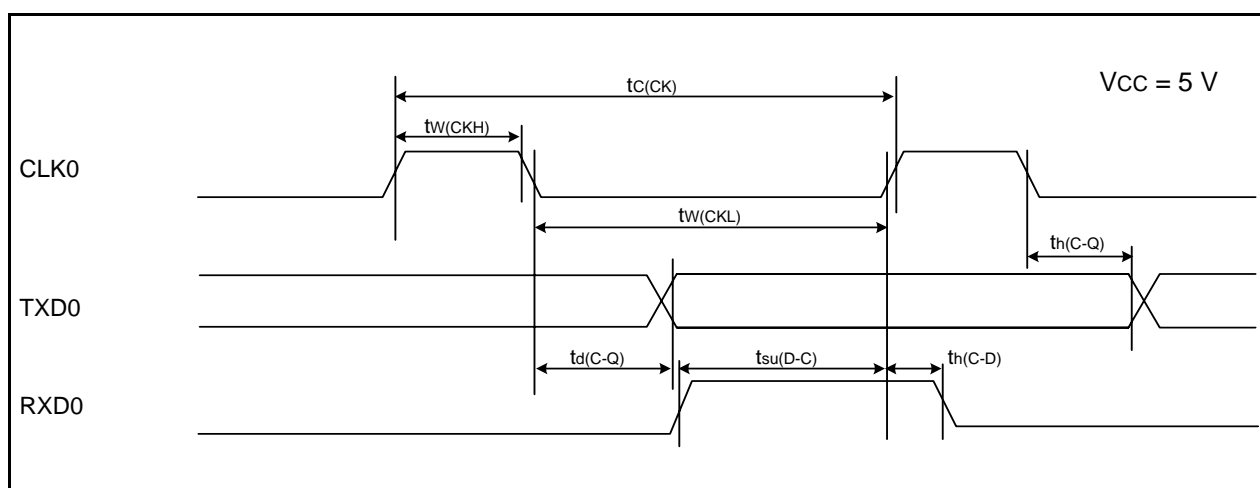 tC(CK)
VCC = 5 V
tW(CKH)
CLK0
tW(CKL)
th(C-Q)
TXD0
td(C-Q)
tsu(D-C)
th(C-D)
RXD0